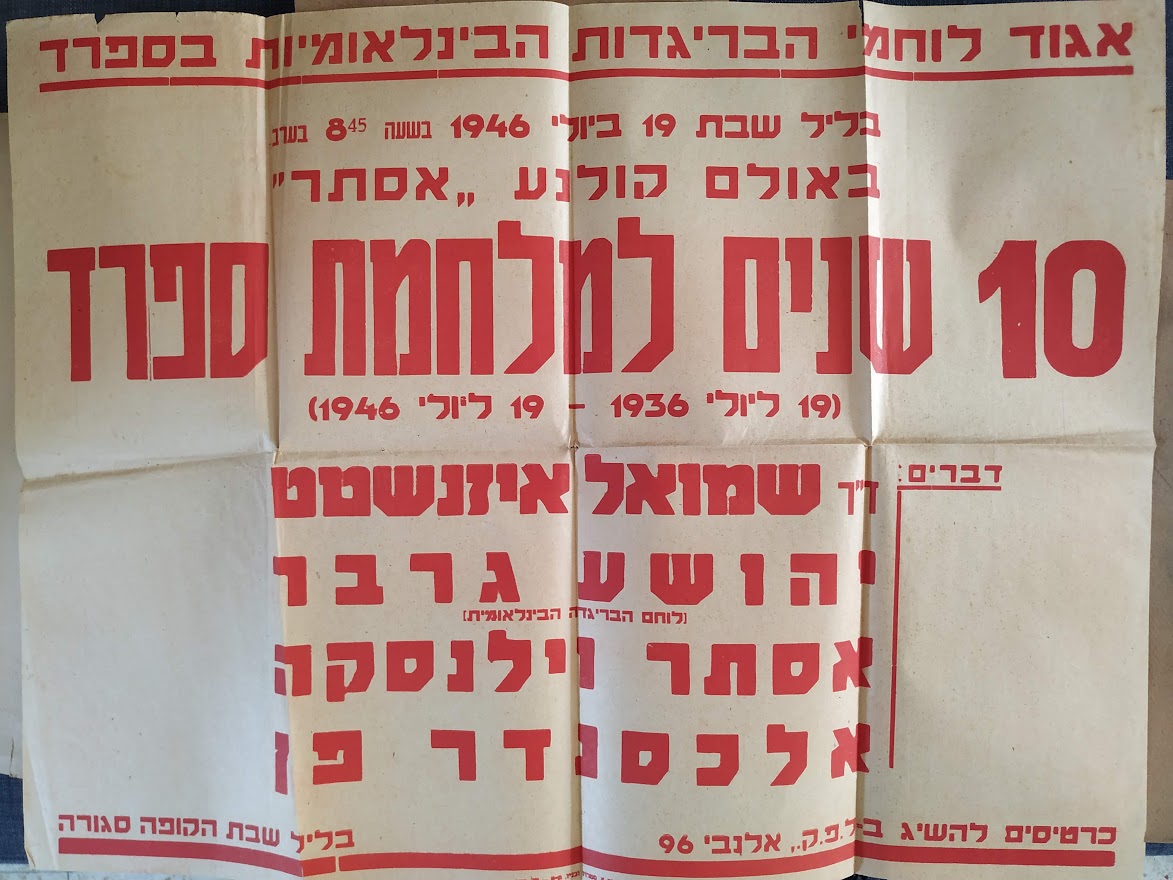 אגוד לוחמי הבריגדות הבינלאומיות בספרד
בליל שבת 19 ביולי 1946 בשעה 8⁴⁵ בערב
באולם קולנע „אסתר"
10 שנים למלחמת ספרד
(19 ליולי 1936 – 19 ליולי 1946)
דברים:
ד"ר שמואל איזנשטט
יהושע גרבר
(לוחם הבריגדה הבינלאומית)
אסתר וילנסקה
אלכסנדר פן
כרטיסים להשיג ב-ל.פ.ק., אלנבי 96
בליל שבת הקופה סגורה